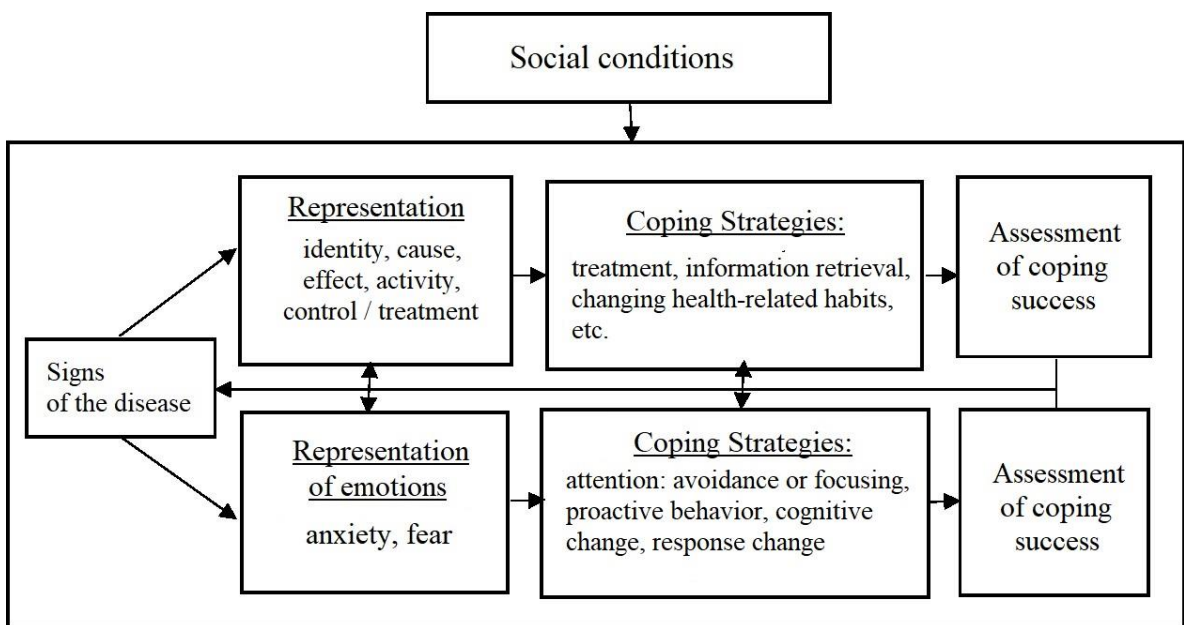 Social conditions
Representation
identity, cause,
effect, activity,
control / treatment
Coping Strategies:
treatment, information retrieval,
changing health-related habits,
etc.
Assessment
of coping
success
Signs
of the disease
Representation
of emotions
anxiety, fear
Coping Strategies:
attention: avoidance or focusing,
proactive behavior, cognitive
change, response change
Assessment
of coping
success